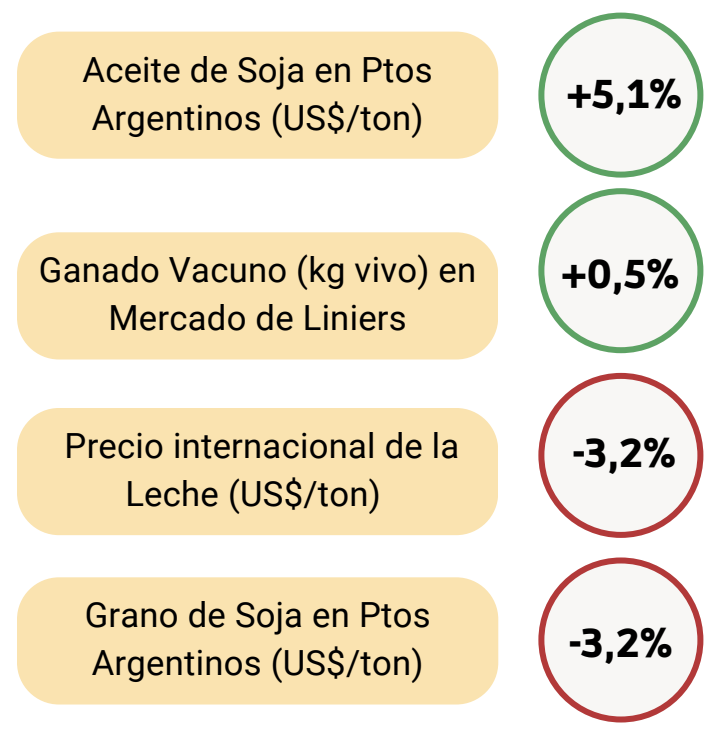 Aceite de Soja en Ptos
Argentinos (US$/ton)
+5,1%
Ganado Vacuno (kg vivo) en
Mercado de Liniers
+0,5%
Precio internacional de la
Leche (US$/ton)
-3,2%
Grano de Soja en Ptos
Argentinos (US$/ton)
-3,2%